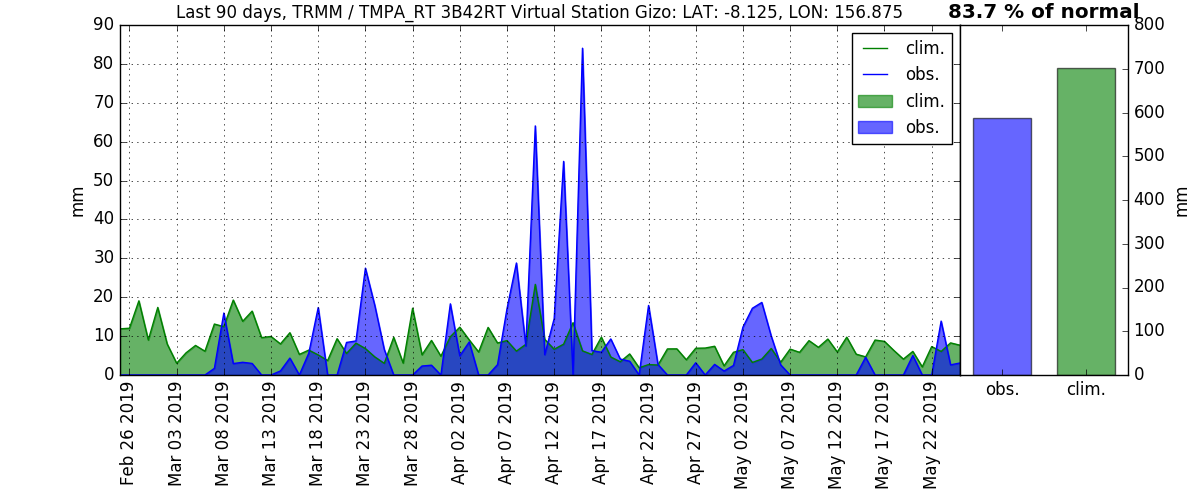 Last 90 days, TRMM / TMPA_RT 3B42RT Virtual Station Gizo: LAT: -8.125, LON: 156.875
83.7 % of normal
90
80
70
60
50
40
30
20
10
0
mm
clim.
obs.
clim.
obs.
800
700
600
500
400
300
200
100
0
mm
Feb 26 2019
Mar 03 2019
Mar 08 2019
Mar 13 2019
Mar 18 2019
Mar 23 2019
Mar 28 2019
Apr 02 2019
Apr 07 2019
Apr 12 2019
Apr 17 2019
Apr 22 2019
Apr 27 2019
May 02 2019
May 07 2019
May 12 2019
May 17 2019
May 22 2019
obs.
clim.